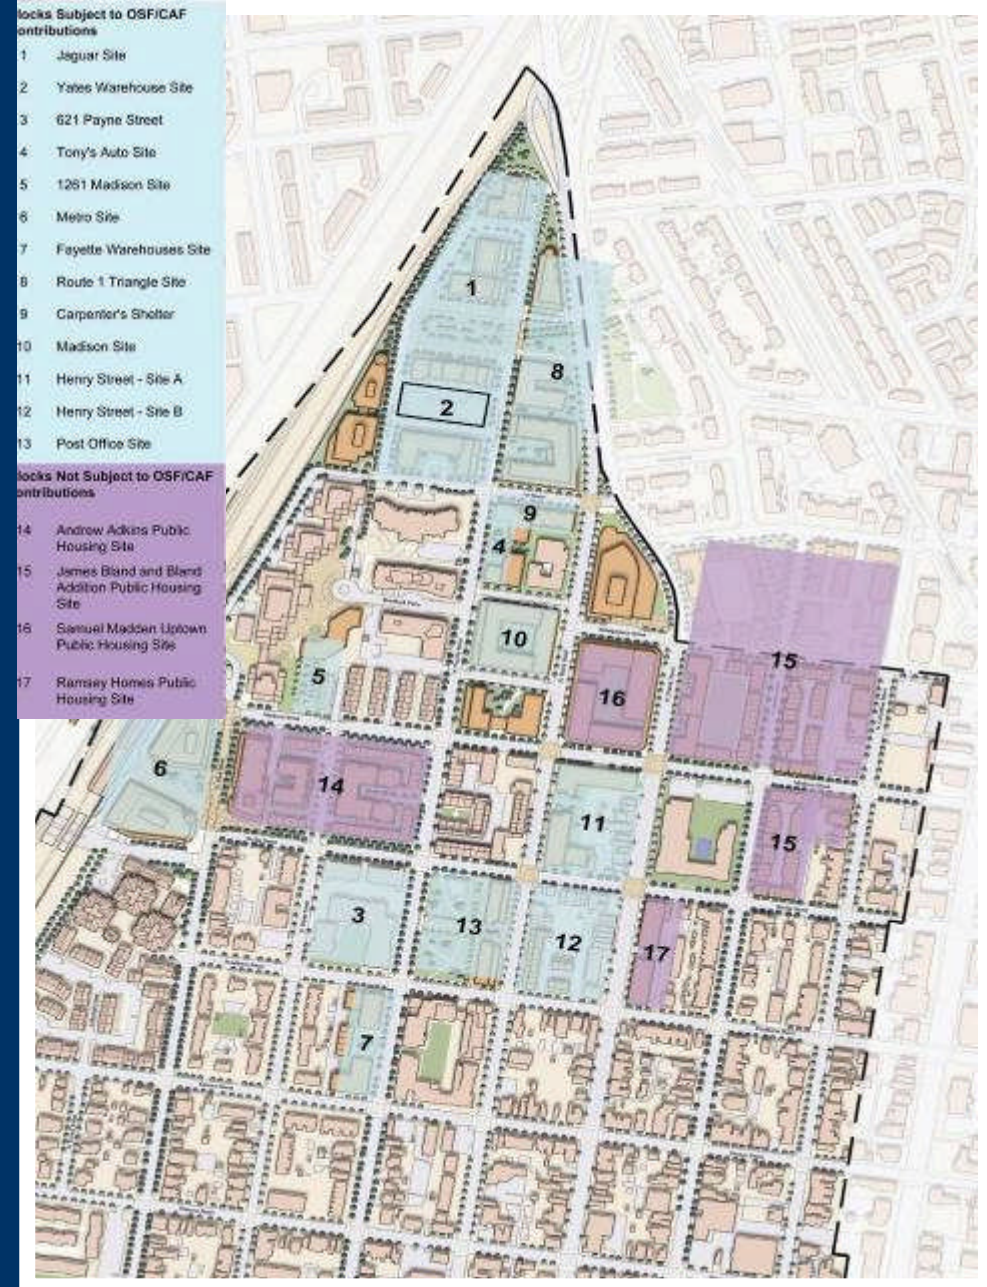 locks Subject to OSF/CAF
ontributions
1 Jaguar Site
2 Yates Warehouse Site
3 621 Payne Street
4 Tony's Auto Site
5 1261 Madison Site
6 Metro Site
7 Fayette Warehouses Site
8 Route 1 Triangle Site
9 Carpenter's Shelter
10 Madison Site
11 Henry Street - Site A
12 Henry Street - Site B
13 Post Office Site
locks Not Subject to OSF/CAF
ontributions
14 Andrew Adkins Public
Housing Site
15 James Bland and Bland
Addition Public Housing
Site
16 Samuel Madden Uptown
Public Housing Site
17 Ramsey Homes Public
Housing Site
1
8
2
9
4
10
15
5
16
6
14
11
15
3
13
12
17
7